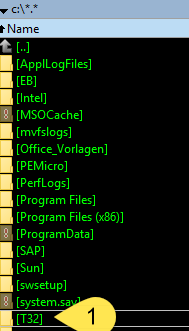 c:\*.*
Name
[..]
[ApplLogFiles]
[EB]
[Intel]
[MSOCache]
[mvfslogs]
[Office_Vorlagen]
[PEMicro]
[PerfLogs]
[Program Files]
[Program Files (x86)]
[ProgramData]
[SAP]
[Sun]
[swsetup]
[system.sav]
[T32]
1